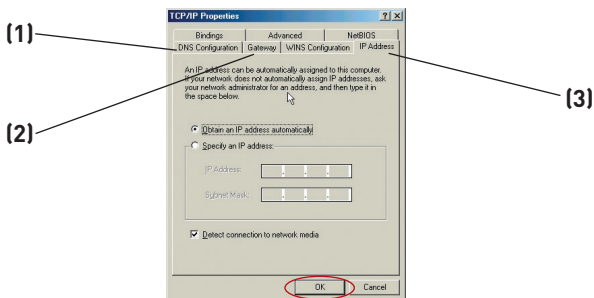 TCP/IP Properties ? ×
Bindings Advanced NetBIOS
DNS Configuration Gateway WINS Configuration IP Address
An IP address can be automatically assigned to this computer.
If your network does not automatically assign IP addresses, ask
your network administrator for an address, and then type it in
the space below.
Obtain an IP address automatically
Specify an IP address:
IP Address:
Subnet Mask:
Detect connection to network media
OK Cancel
(1)
(2)
(3)